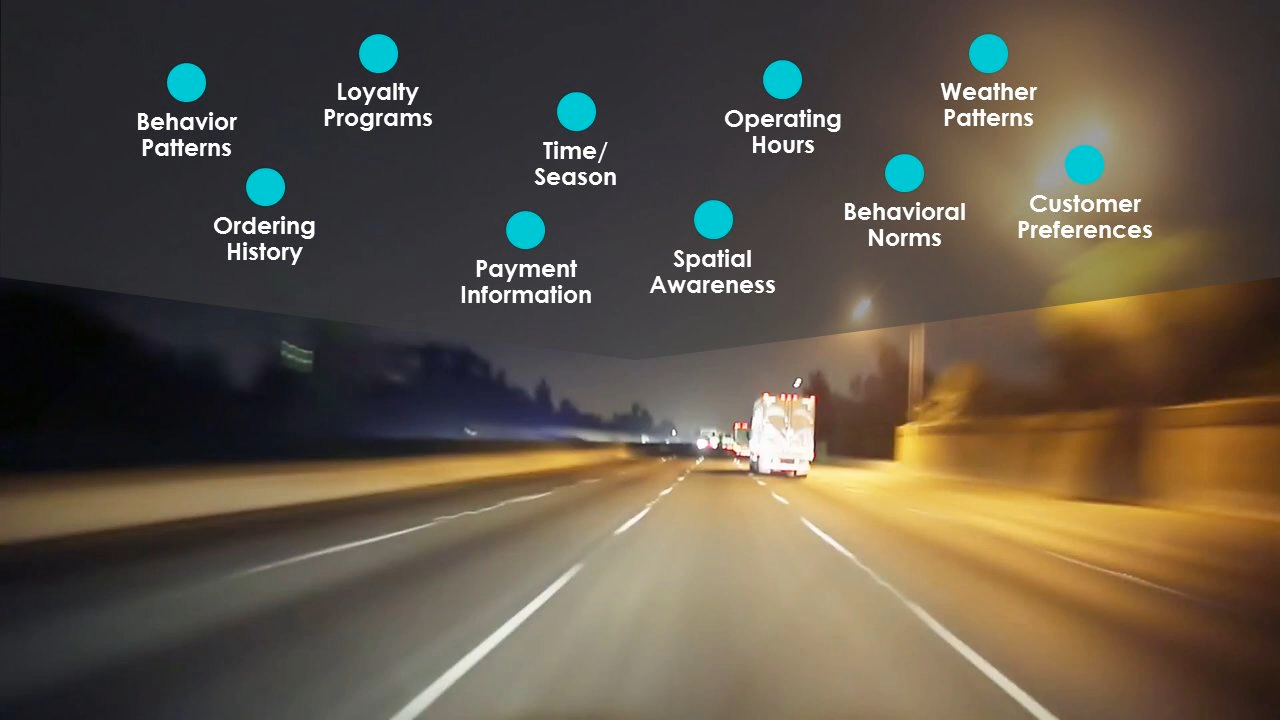 Behavior
Patterns
Loyalty
Programs
Time/
Season
Operating
Hours
Weather
Patterns
Ordering
History
Payment
Information
Spatial
Awareness
Behavioral
Norms
Customer
Preferences